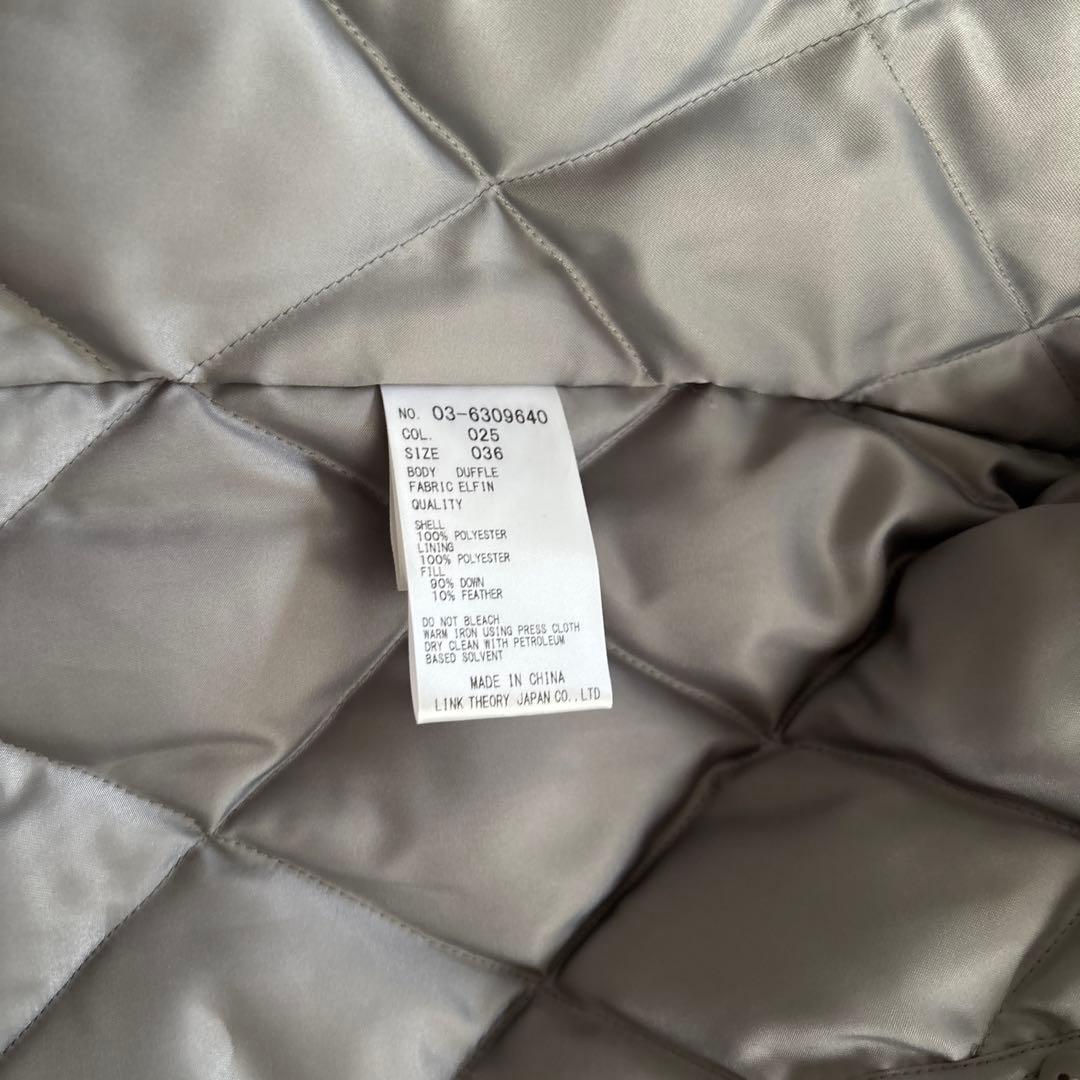 NO. 03-6309640
COL. 025
SIZE 036
BODY DUFFLE
FABRIC ELFIN
QUALITY
SHELL
100% POLYESTER
LINING
100% POLYESTER
FILL
90% DOWN
10% FEATHER
DO NOT BLEACH
WARM IRON USING PRESS CLOTH
DRY CLEAN WITH PETROLEUM
BASED SOLVENT
MADE IN CHINA
LINK THEORY JAPAN CO.,LTD